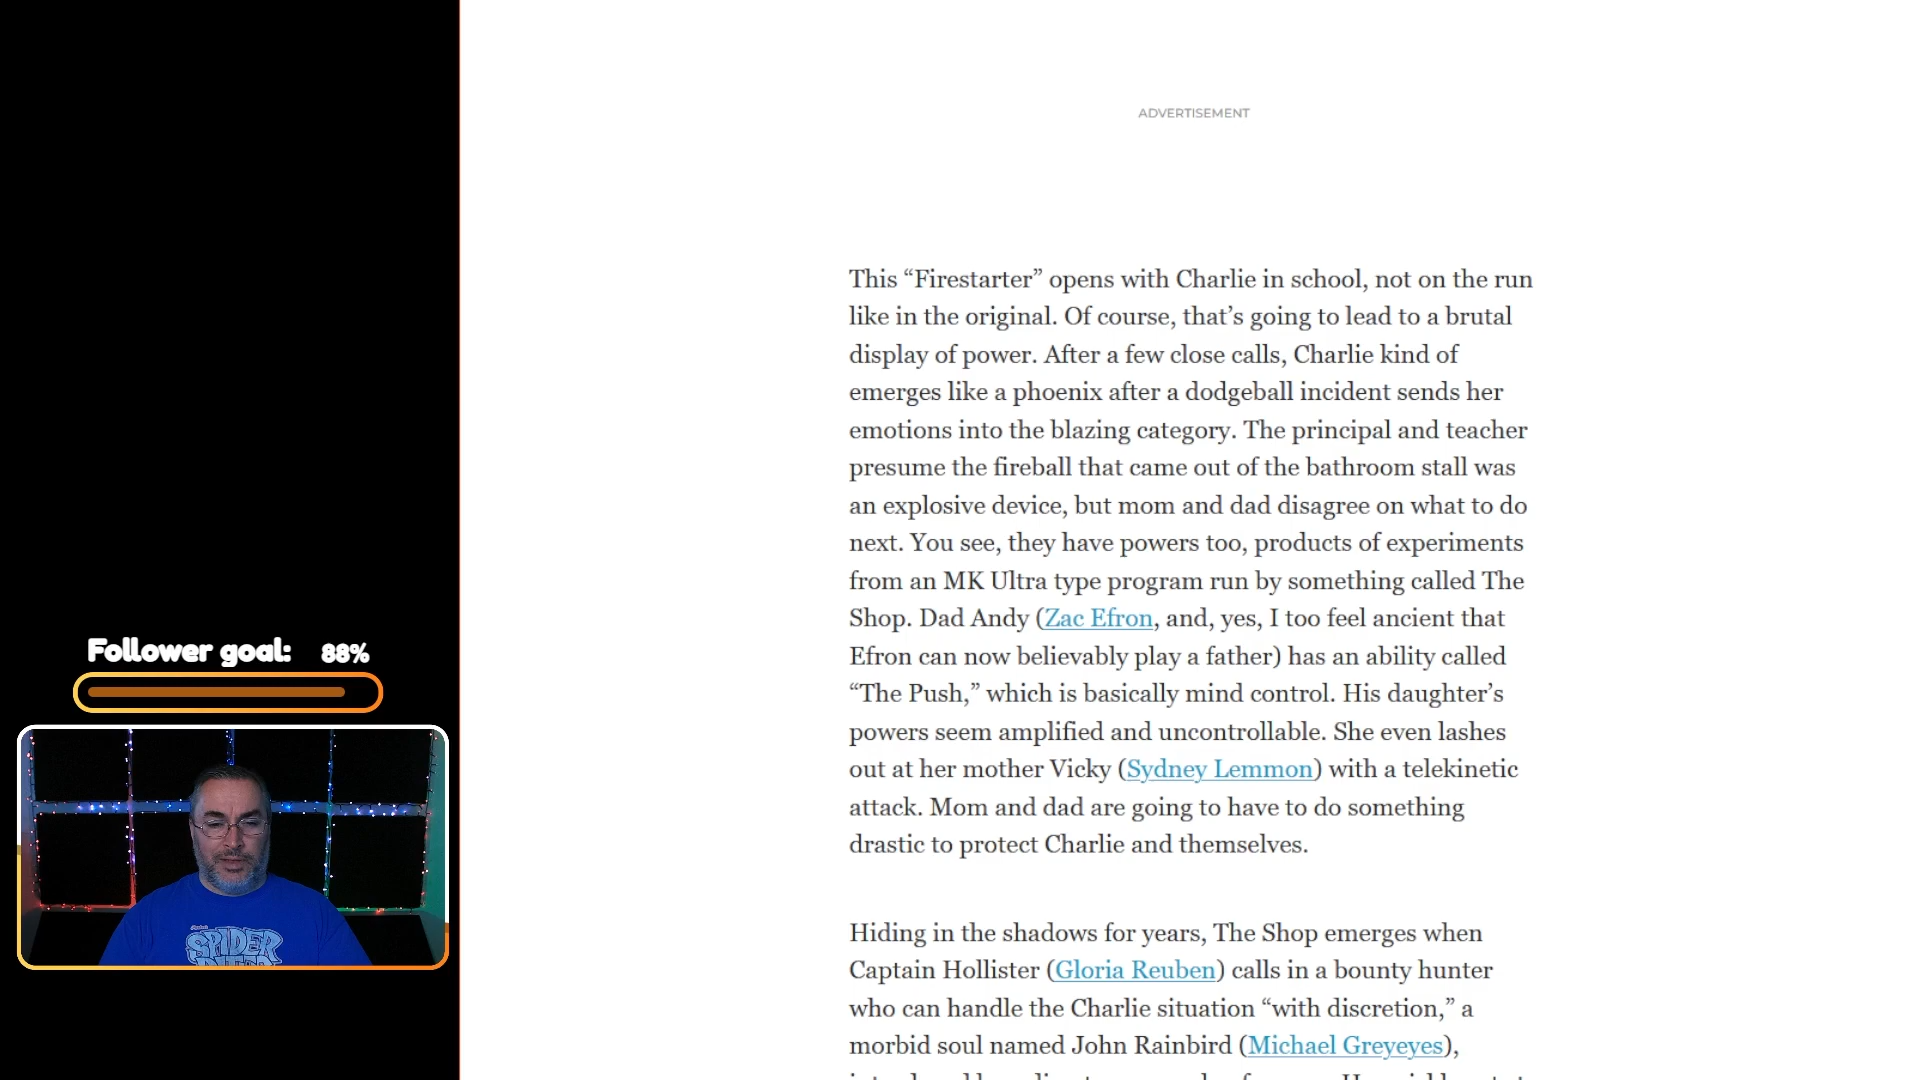 ADVERTISEMENT
This “Firestarter” opens with Charlie in school, not on the run
like in the original. Of course, that’s going to lead to a brutal
display of power. After a few close calls, Charlie kind of
emerges like a phoenix after a dodgeball incident sends her
emotions into the blazing category. The principal and teacher
presume the fireball that came out of the bathroom stall was
an explosive device, but mom and dad disagree on what to do
next. You see, they have powers too, products of experiments
from an MK Ultra type program run by something called The
Shop. Dad Andy (Zac Efron, and, yes, I too feel ancient that
Efron can now believably play a father) has an ability called
“The Push,” which is basically mind control. His daughter’s
powers seem amplified and uncontrollable. She even lashes
out at her mother Vicky (Sydney Lemmon) with a telekinetic
attack. Mom and dad are going to have to do something
drastic to protect Charlie and themselves.
Hiding in the shadows for years, The Shop emerges when
Captain Hollister (Gloria Reuben) calls in a bounty hunter
who can handle the Charlie situation “with discretion,” a
morbid soul named John Rainbird (Michael Greyeyes),
Follower goal: 88%
SPIDER